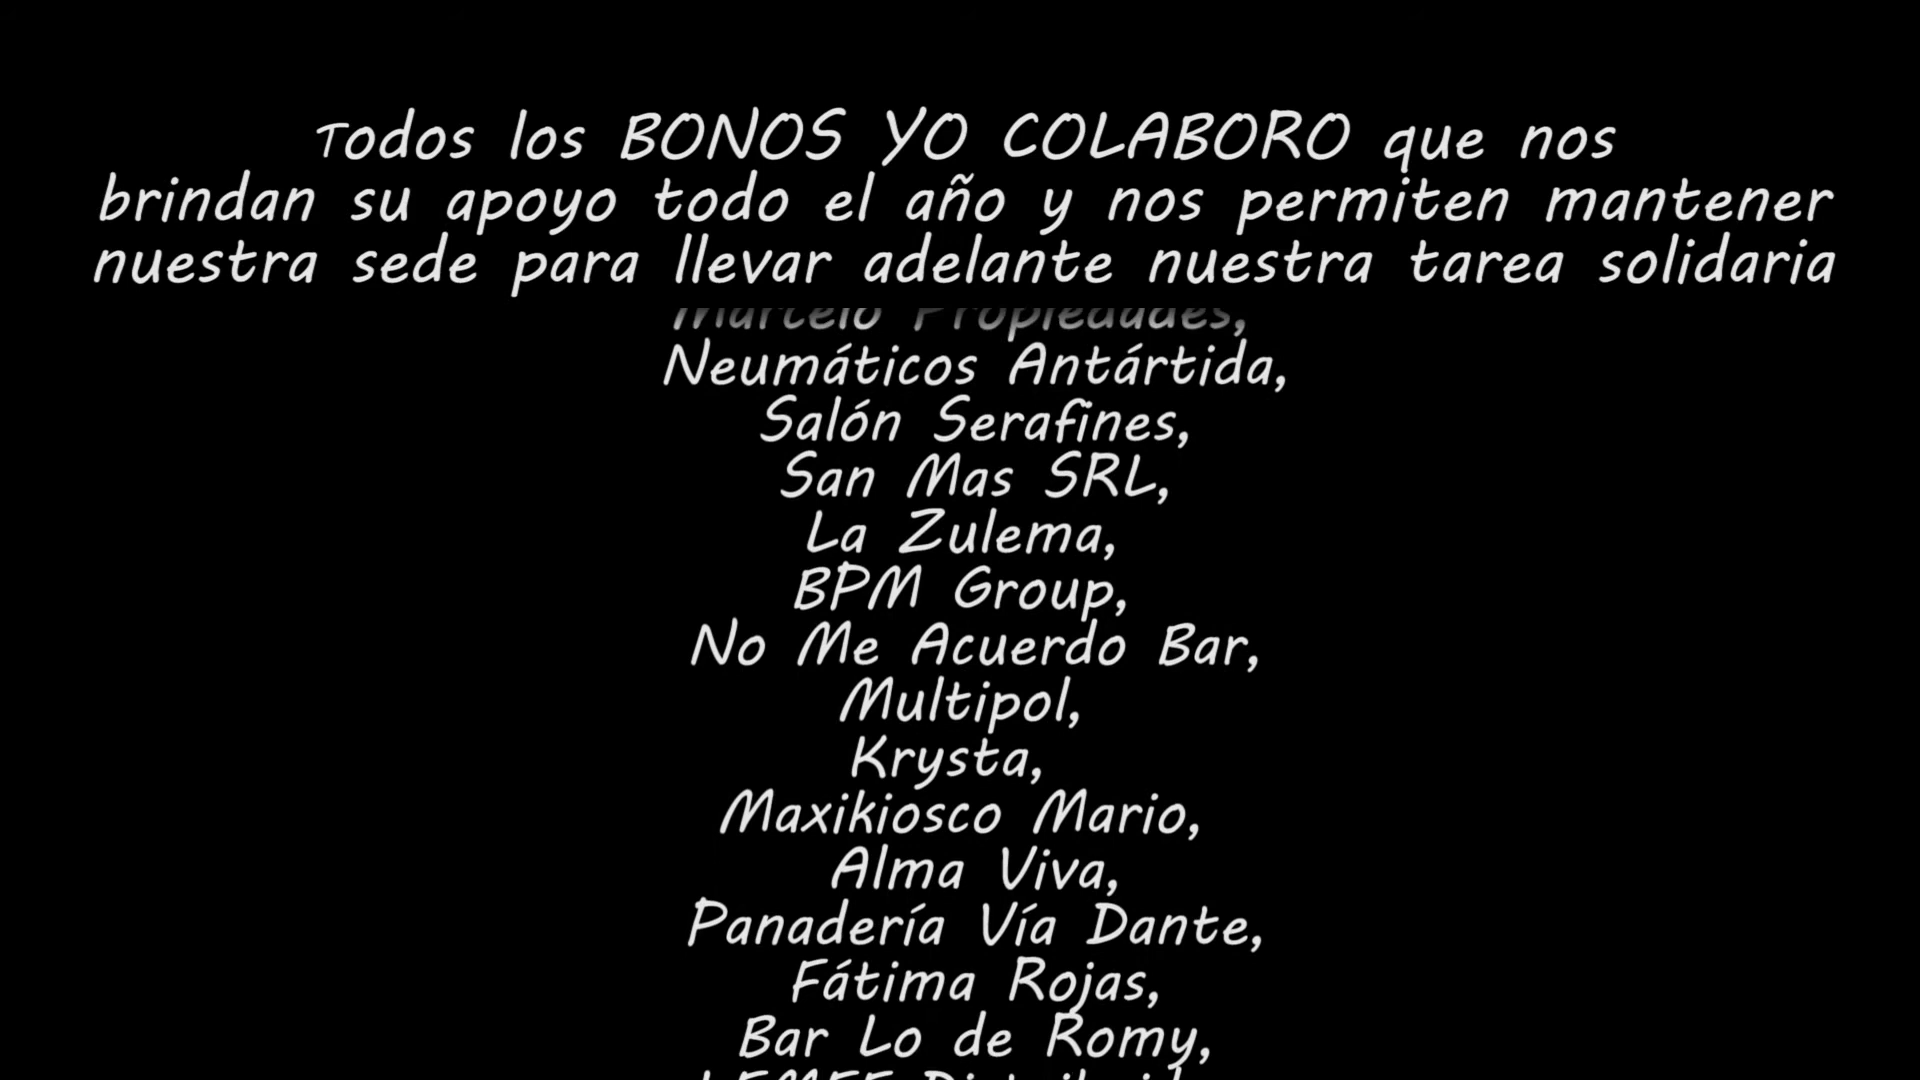 Todos los BONOS YO COLABORO que nos
brindan su apoyo todo el año y nos permiten mantener
nuestra sede para llevar adelante nuestra tarea solidaria
Marcelo Propiedades,
Neumáticos Antártida,
Salón Serafines,
San Mas SRL,
La Zulema,
BPM Group,
No Me Acuerdo Bar,
Multipol,
Krysta,
Maxikiosco Mario,
Alma Viva,
Panadería Vía Dante,
Fátima Rojas,
Bar Lo de Romy,